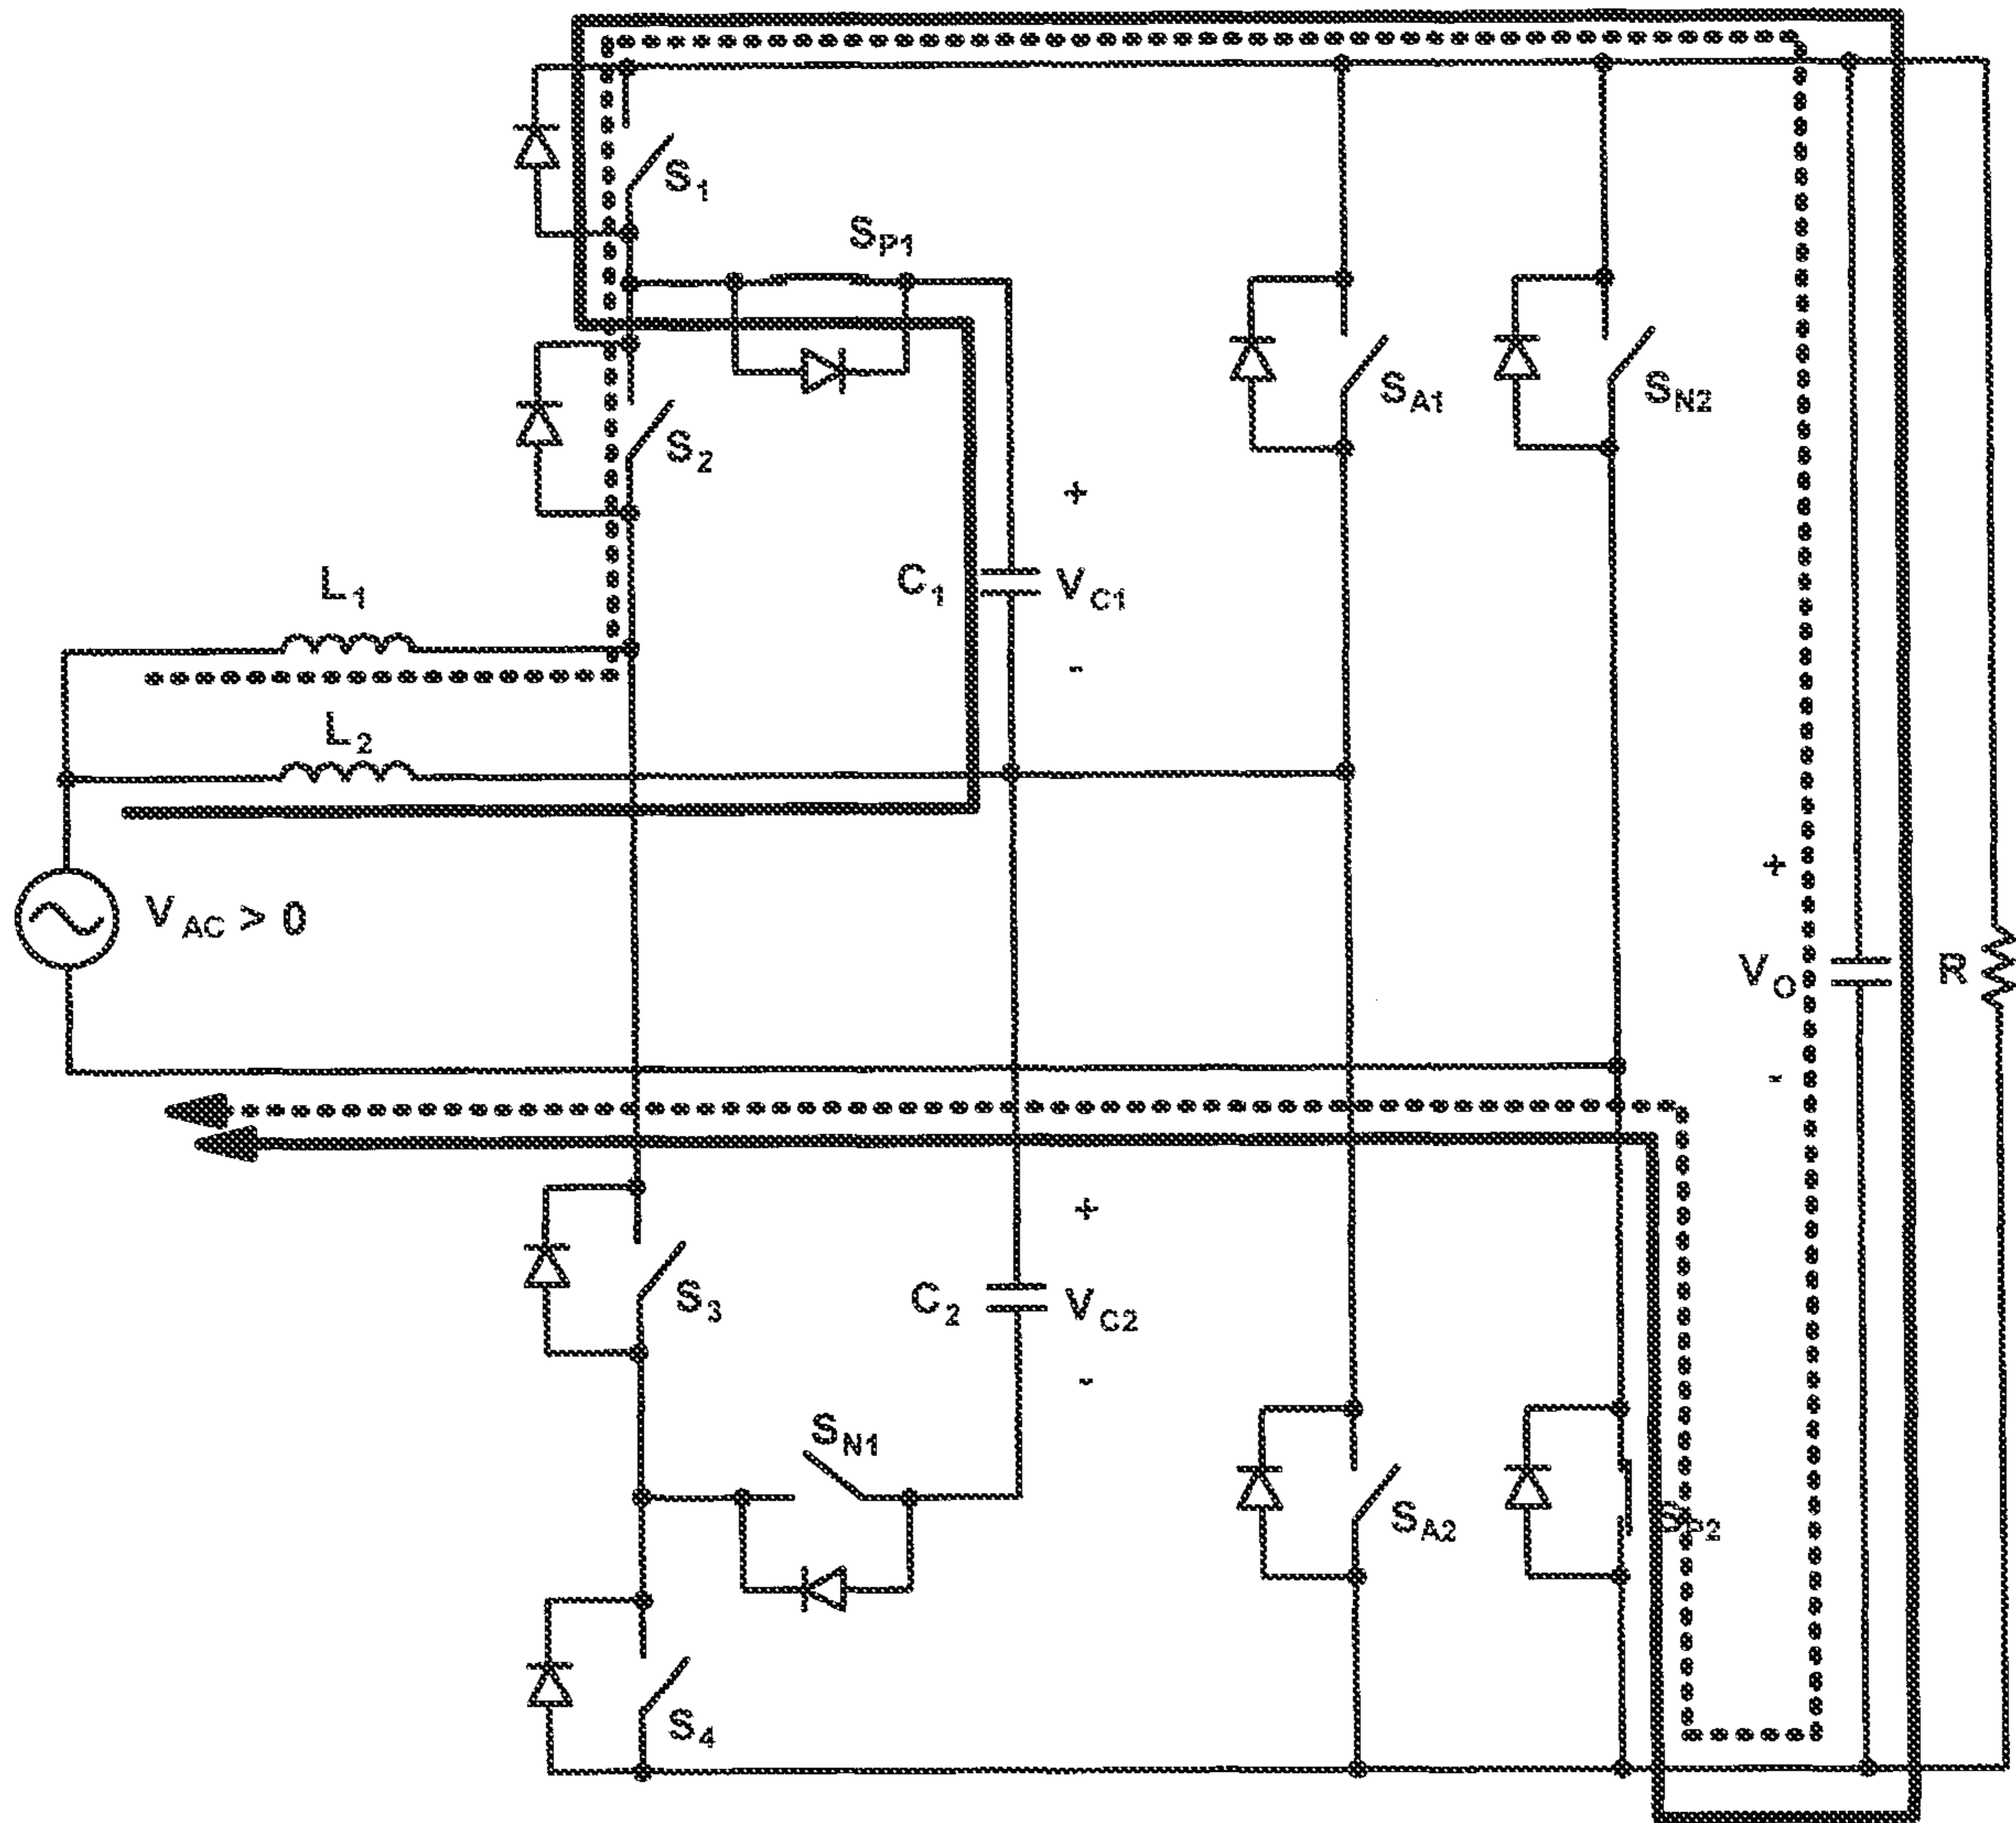 S1
SP1
SA1
SN2
S2
+
L1
C1
VC1
-
L2
+
VAC > 0
VO
R
-
+
S3
C2
VC2
-
SN1
SA2
SP2
S4